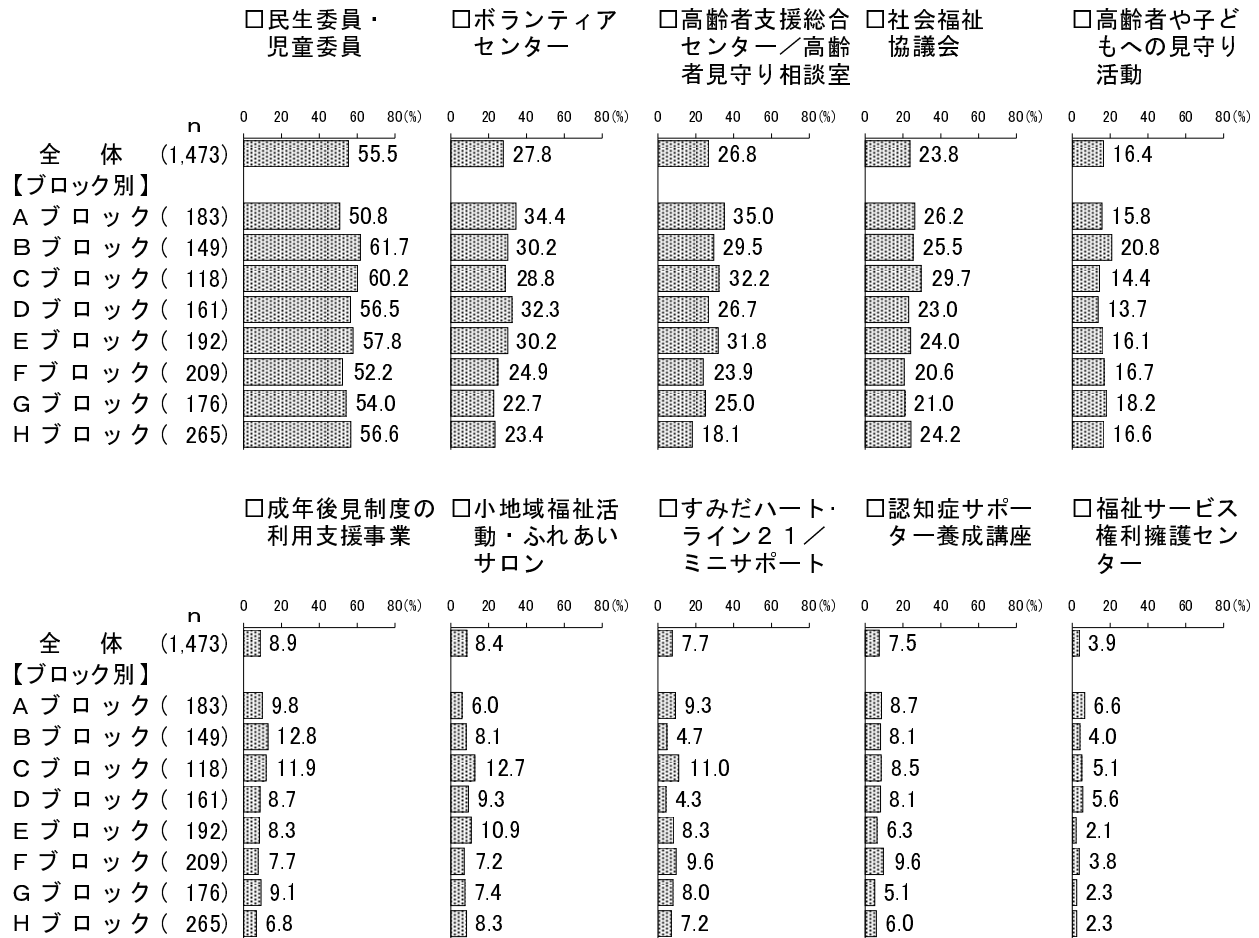 □民生委員・ □ボランティア □高齢者支援総合 □社会福祉 □高齢者や子ど
児童委員 センター センター／高齢 協議会 もへの見守り
者見守り相談室 活動
0 20 40 60 80(%) 0 20 40 60 80(%) 0 20 40 60 80(%) 0 20 40 60 80(%) 0 20 40 60 80(%)
n
全体 (1,473) 55.5 27.8 26.8 23.8 16.4
【ブロック別】
Ａブロック( 183) 50.8 34.4 35.0 26.2 15.8
Ｂブロック( 149) 61.7 30.2 29.5 25.5 20.8
Ｃブロック( 118) 60.2 28.8 32.2 29.7 14.4
Ｄブロック( 161) 56.5 32.3 26.7 23.0 13.7
Ｅブロック( 192) 57.8 30.2 31.8 24.0 16.1
Ｆブロック( 209) 52.2 24.9 23.9 20.6 16.7
Ｇブロック( 176) 54.0 22.7 25.0 21.0 18.2
Ｈブロック( 265) 56.6 23.4 18.1 24.2 16.6
□成年後見制度の □小地域福祉活 □すみだハート・ □認知症サポー □福祉サービス
利用支援事業 動・ふれあい ライン２１／ ター養成講座 権利擁護セン
サロン ミニサポート ター
0 20 40 60 80(%) 0 20 40 60 80(%) 0 20 40 60 80(%) 0 20 40 60 80(%) 0 20 40 60 80(%)
n
全体 (1,473) 8.9 8.4 7.7 7.5 3.9
【ブロック別】
Ａブロック( 183) 9.8 6.0 9.3 8.7 6.6
Ｂブロック( 149) 12.8 8.1 4.7 8.1 4.0
Ｃブロック( 118) 11.9 12.7 11.0 8.5 5.1
Ｄブロック( 161) 8.7 9.3 4.3 8.1 5.6
Ｅブロック( 192) 8.3 10.9 8.3 6.3 2.1
Ｆブロック( 209) 7.7 7.2 9.6 9.6 3.8
Ｇブロック( 176) 9.1 7.4 8.0 5.1 2.3
Ｈブロック( 265) 6.8 8.3 7.2 6.0 2.3